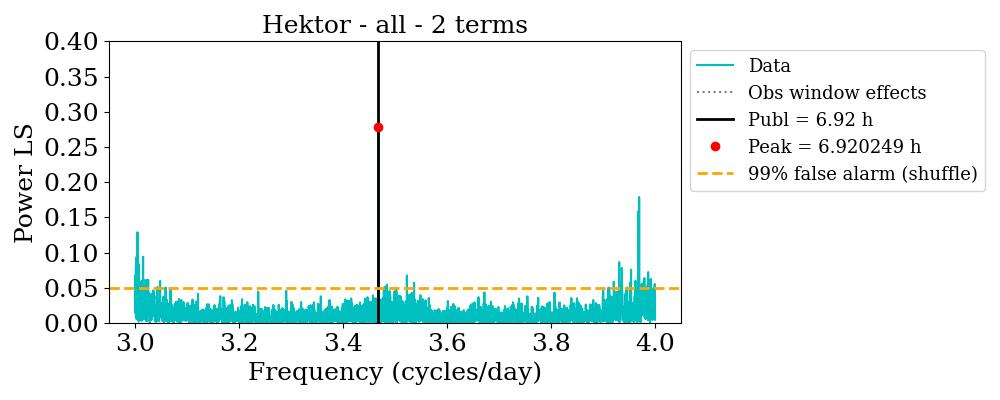 Hektor - all - 2 terms
0.40
0.35
0.30
0.25
0.20
0.15
0.10
0.05
0.00
Power LS
3.0 3.2 3.4 3.6 3.8 4.0
Frequency (cycles/day)
Data
Obs window effects
Publ = 6.92 h
Peak = 6.920249 h
99% false alarm (shuffle)